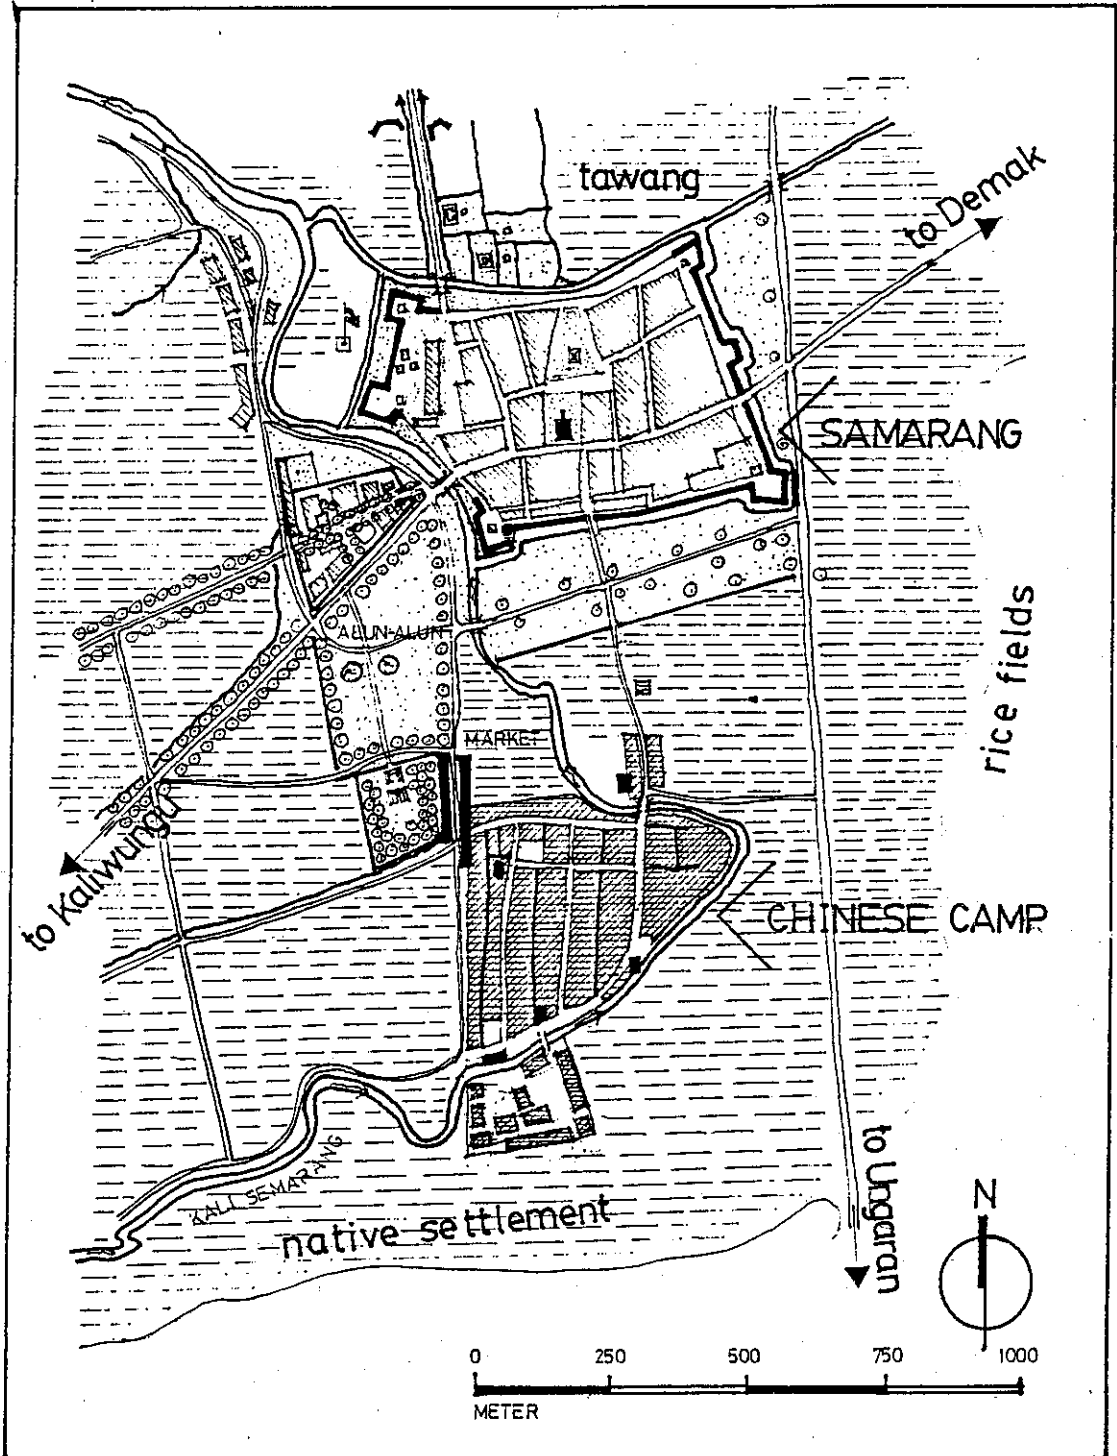 tawang
to Demak
SAMARANG
ALUN-ALUN
rice fields
MARKET
to Kaliwungu
CHINESE CAMP
KALI SEMARANG
native settlement
to Ungaran
N
0 250 500 750 1000
METER